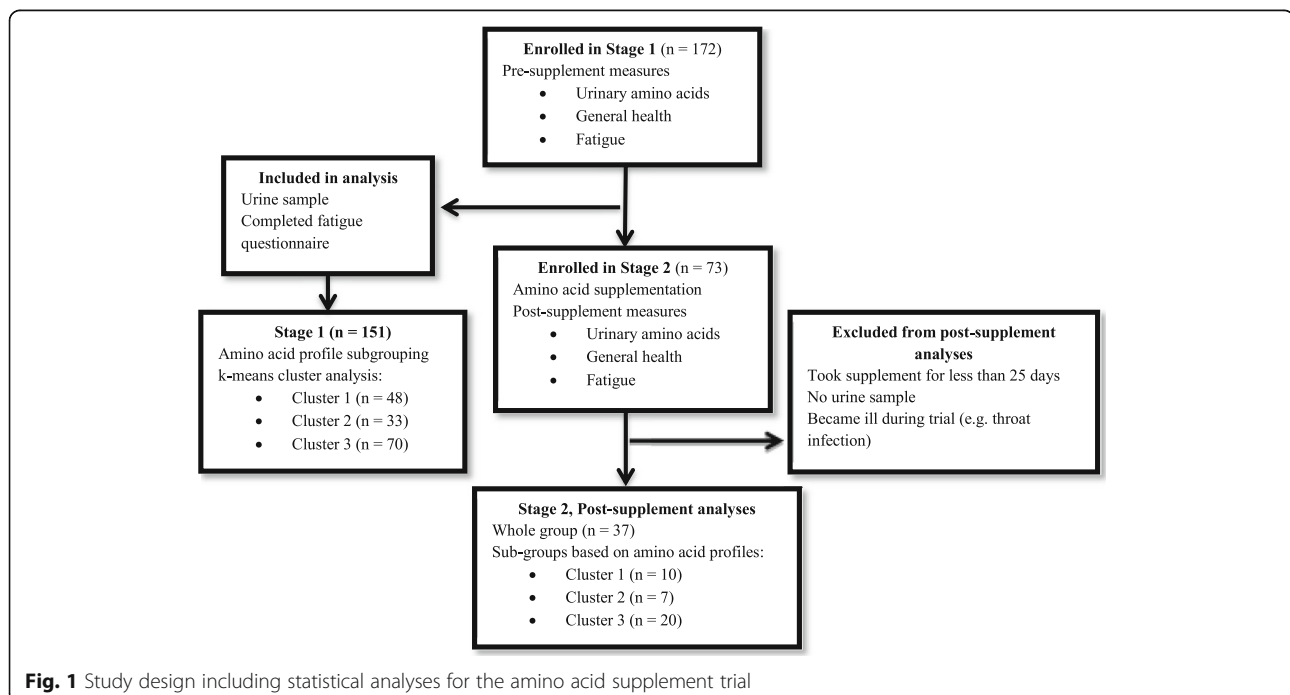 Enrolled in Stage 1 (n = 172)
Pre-supplement measures
• Urinary amino acids
• General health
• Fatigue
Included in analysis
Urine sample
Completed fatigue
questionnaire
Enrolled in Stage 2 (n = 73)
Amino acid supplementation
Post-supplement measures
• Urinary amino acids
• General health
• Fatigue
Stage 1 (n = 151)
Amino acid profile subgrouping
k-means cluster analysis:
• Cluster 1 (n = 48)
• Cluster 2 (n = 33)
• Cluster 3 (n = 70)
Excluded from post-supplement
analyses
Took supplement for less than 25 days
No urine sample
Became ill during trial (e.g. throat
infection)
Stage 2, Post-supplement analyses
Whole group (n = 37)
Sub-groups based on amino acid profiles:
• Cluster 1 (n = 10)
• Cluster 2 (n = 7)
• Cluster 3 (n = 20)
Fig. 1 Study design including statistical analyses for the amino acid supplement trial